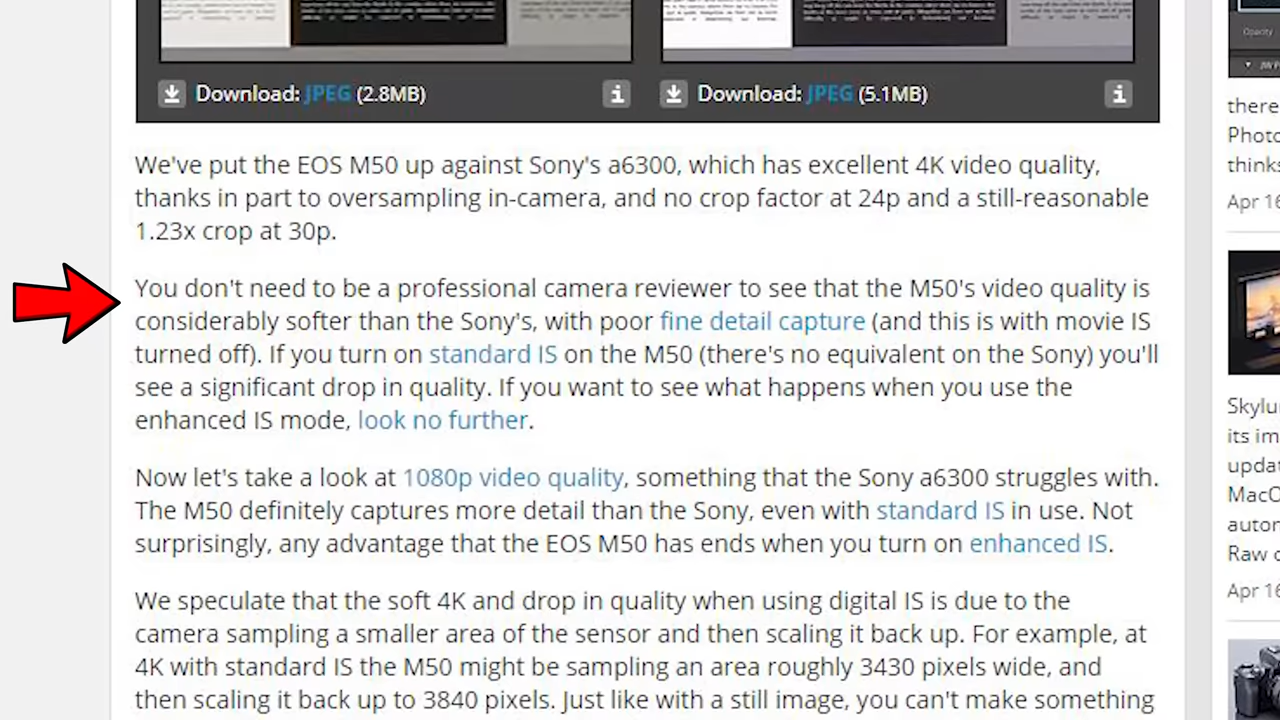 Download: JPEG (2.8MB)
Download: JPEG (5.1MB)
We've put the EOS M50 up against Sony's a6300, which has excellent 4K video quality,
thanks in part to oversampling in-camera, and no crop factor at 24p and a still-reasonable
1.23x crop at 30p.
You don't need to be a professional camera reviewer to see that the M50's video quality is
considerably softer than the Sony's, with poor fine detail capture (and this is with movie IS
turned off). If you turn on standard IS on the M50 (there's no equivalent on the Sony) you'll
see a significant drop in quality. If you want to see what happens when you use the
enhanced IS mode, look no further.
Now let's take a look at 1080p video quality, something that the Sony a6300 struggles with.
The M50 definitely captures more detail than the Sony, even with standard IS in use. Not
surprisingly, any advantage that the EOS M50 has ends when you turn on enhanced IS.
We speculate that the soft 4K and drop in quality when using digital IS is due to the
camera sampling a smaller area of the sensor and then scaling it back up. For example, at
4K with standard IS the M50 might be sampling an area roughly 3430 pixels wide, and
then scaling it back up to 3840 pixels. Just like with a still image, you can't make something
Opacity
there
Photo
thinks
Apr 16
Skylu
its im
updat
MacO
auton
Raw
Apr 16